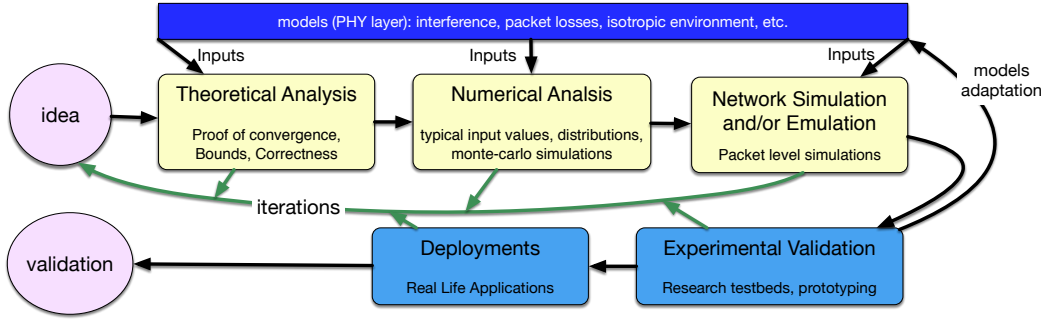 models (PHY layer): interference, packet losses, isotropic environment, etc.
Inputs
Inputs
Inputs
models
adaptation
idea
Theoretical Analysis
Proof of convergence,
Bounds, Correctness
Numerical Analsis
typical input values, distributions,
monte-carlo simulations
Network Simulation
and/or Emulation
Packet level simulations
iterations
validation
Deployments
Real Life Applications
Experimental Validation
Research testbeds, prototyping